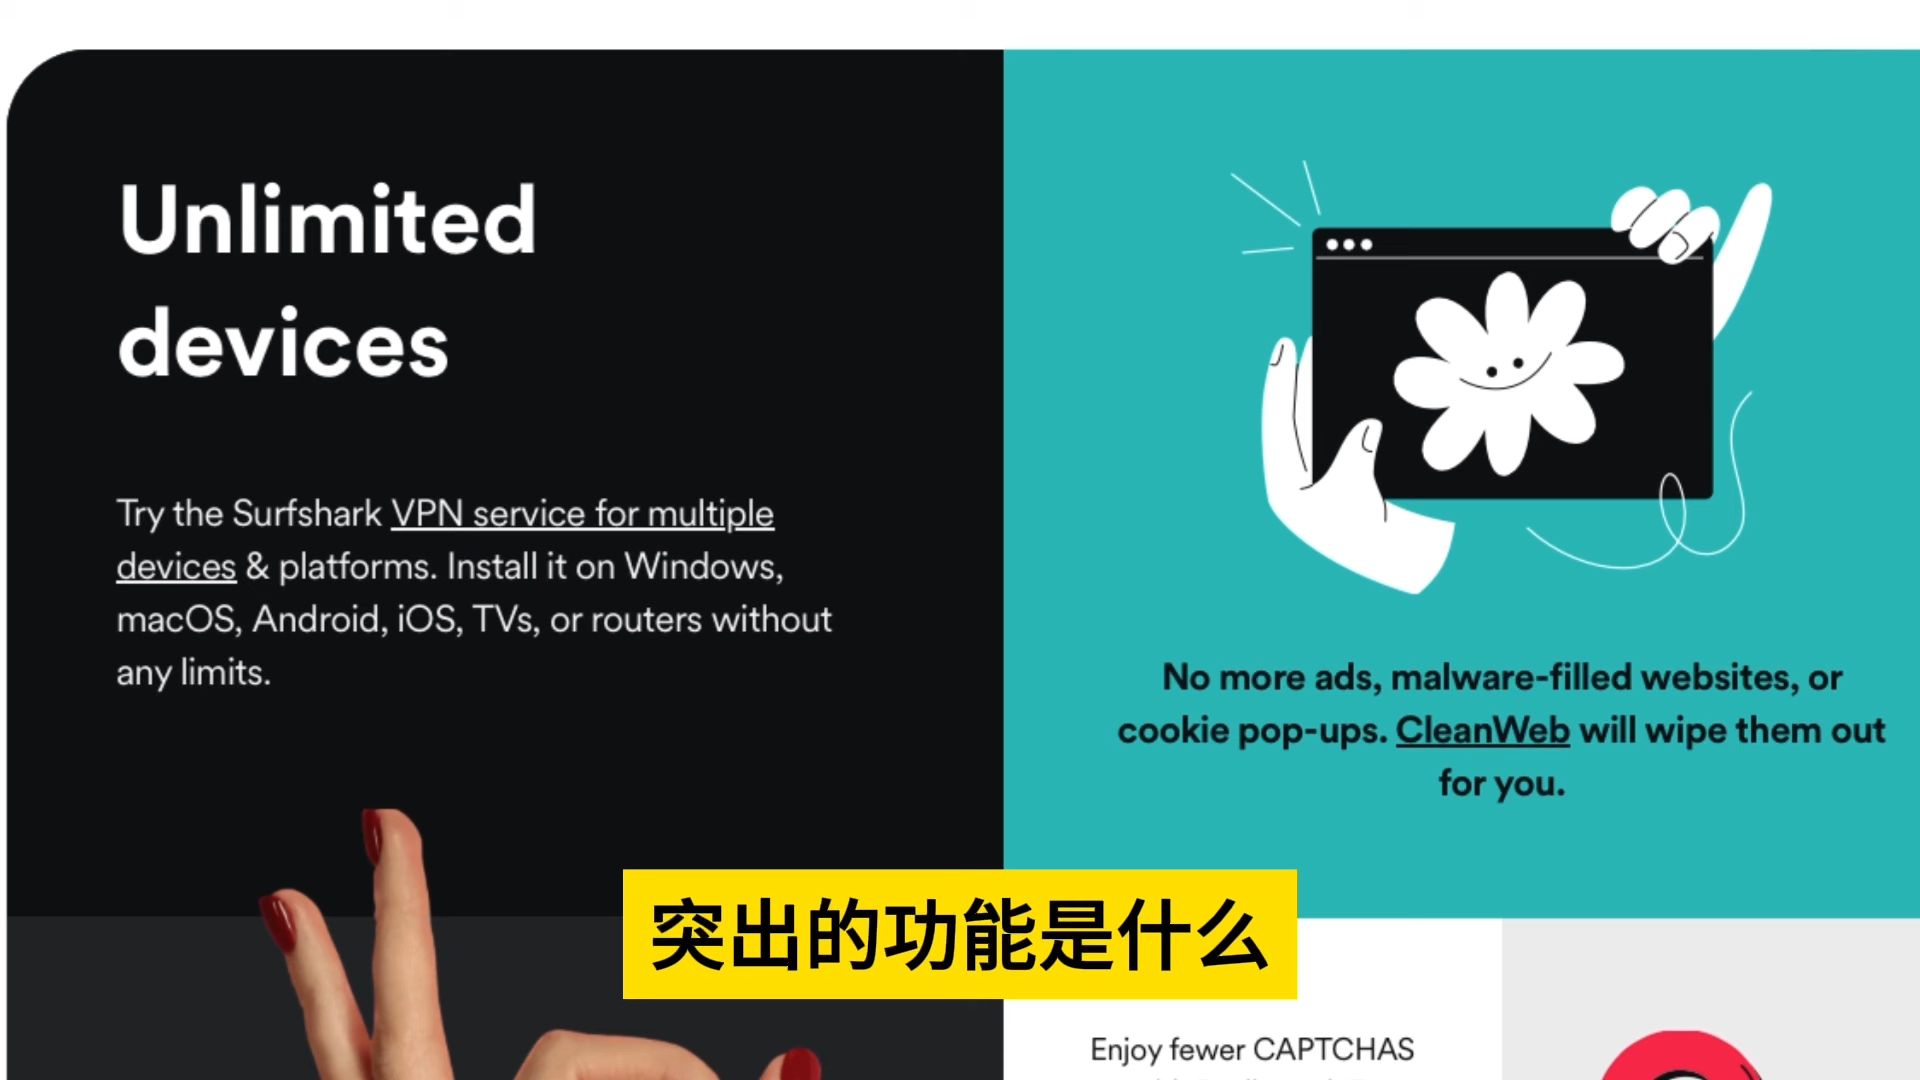 Unlimited
devices
Try the Surfshark VPN service for multiple
devices & platforms. Install it on Windows,
macOS, Android, iOS, TVs, or routers without
any limits.
No more ads, malware-filled websites, or
cookie pop-ups. CleanWeb will wipe them out
for you.
突出的功能是什么
Enjoy fewer CAPTCHAS